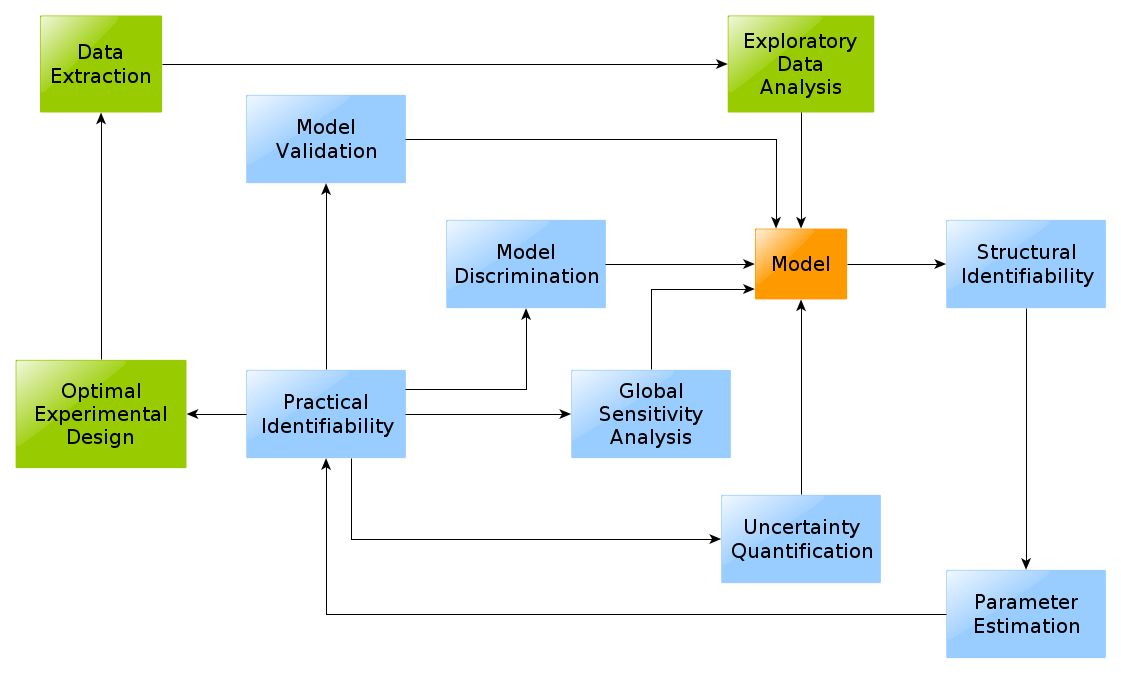 Data
Extraction
Exploratory
Data
Analysis
Model
Validation
Model
Discrimination
Model
Structural
Identifiability
Optimal
Experimental
Design
Practical
Identifiability
Global
Sensitivity
Analysis
Uncertainty
Quantification
Parameter
Estimation